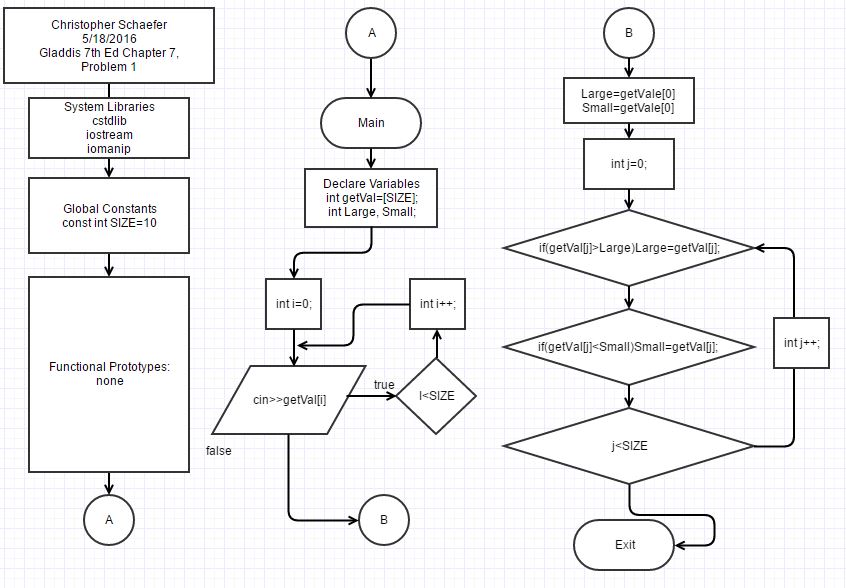 Christopher Schaefer
5/18/2016
Gladdis 7th Ed Chapter 7,
Problem 1
System Libraries
cstdlib
iostream
iomanip
Global Constants
const int SIZE=10
Functional Prototypes:
none
A
A
Main
Declare Variables
int getVal=[SIZE];
int Large, Small;
int i=0;
int i++;
cin>>getVal[i]
true
I<SIZE
false
B
B
Large=getVale[0]
Small=getVale[0]
int j=0;
if(getVal[j]>Large)Large=getVal[j];
if(getVal[j]<Small)Small=getVal[j];
int j++;
j<SIZE
Exit